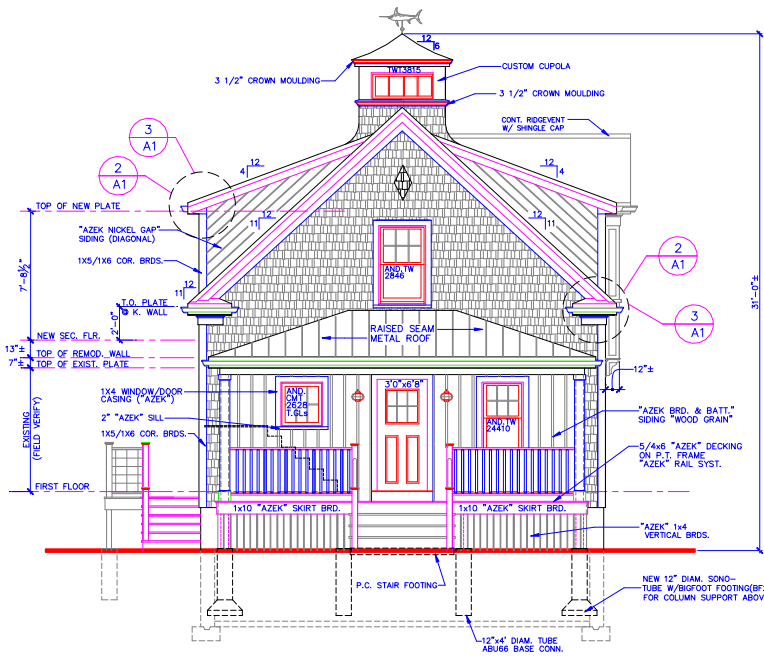 12
6
TWT3815
CUSTOM CUPOLA
3 1/2" CROWN MOULDING
3 1/2" CROWN MOULDING
CONT. RIDGEVENT
W/ SHINGLE CAP
3
A1
2
A1
12
4
12
4
TOP OF NEW PLATE
12
11
12
11
"AZEK NICKEL GAP"
SIDING (DIAGONAL)
1X5/1X6 COR. BRDS.
AND.TW
2846
2
A1
7'-8½"
31'-0"±
12
11
T.O. PLATE
@ K. WALL
2'-0"
3
A1
RAISED SEAM
METAL ROOF
NEW SEC. FLR.
13"±
TOP OF REMOD. WALL
7"±
TOP OF EXIST. PLATE
12"±
1X4 WINDOW/DOOR
CASING ("AZEK")
AND.
CMT
2628
T.GLs
3'0"x6'8"
2" "AZEK" SILL
AND.TW
24410
"AZEK BRD. & BATT."
SIDING "WOOD GRAIN"
1X5/1X6 COR. BRDS.
EXISTING
(FIELD VERIFY)
5/4x6 "AZEK" DECKING
ON P.T. FRAME
"AZEK" RAIL SYST.
FIRST FLOOR
1x10 "AZEK" SKIRT BRD.
1x10 "AZEK" SKIRT BRD.
"AZEK" 1x4
VERTICAL BRDS.
P.C. STAIR FOOTING
NEW 12" DIAM. SONO-
TUBE W/BIGFOOT FOOTING(BF
FOR COLUMN SUPPORT ABOV
12"x4' DIAM. TUBE
ABU66 BASE CONN.